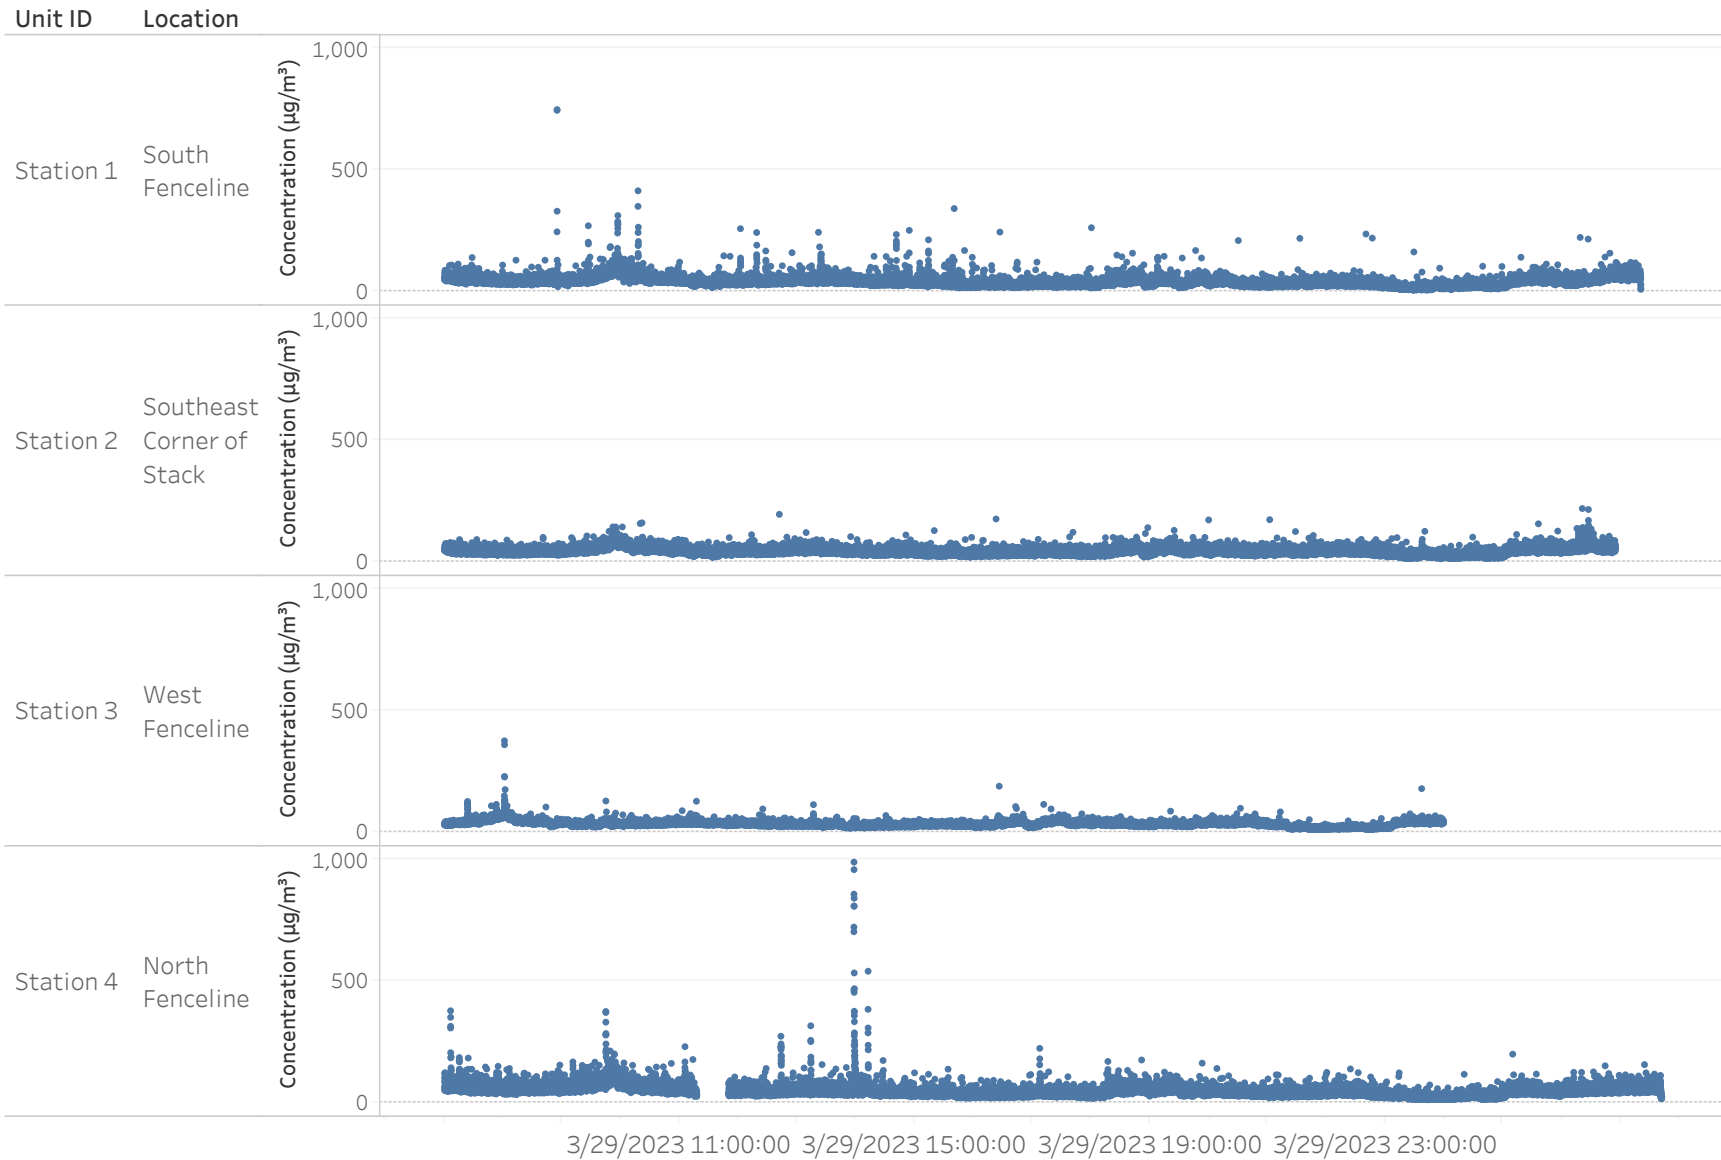 Unit ID Location
Station 1
South
Fenceline
Concentration (µg/m³)
1,000
500
0
Station 2
Southeast
Corner of
Stack
Concentration (µg/m³)
1,000
500
0
Station 3
West
Fenceline
Concentration (µg/m³)
1,000
500
0
Station 4
North
Fenceline
Concentration (µg/m³)
1,000
500
0
3/29/2023 11:00:00 3/29/2023 15:00:00 3/29/2023 19:00:00 3/29/2023 23:00:00